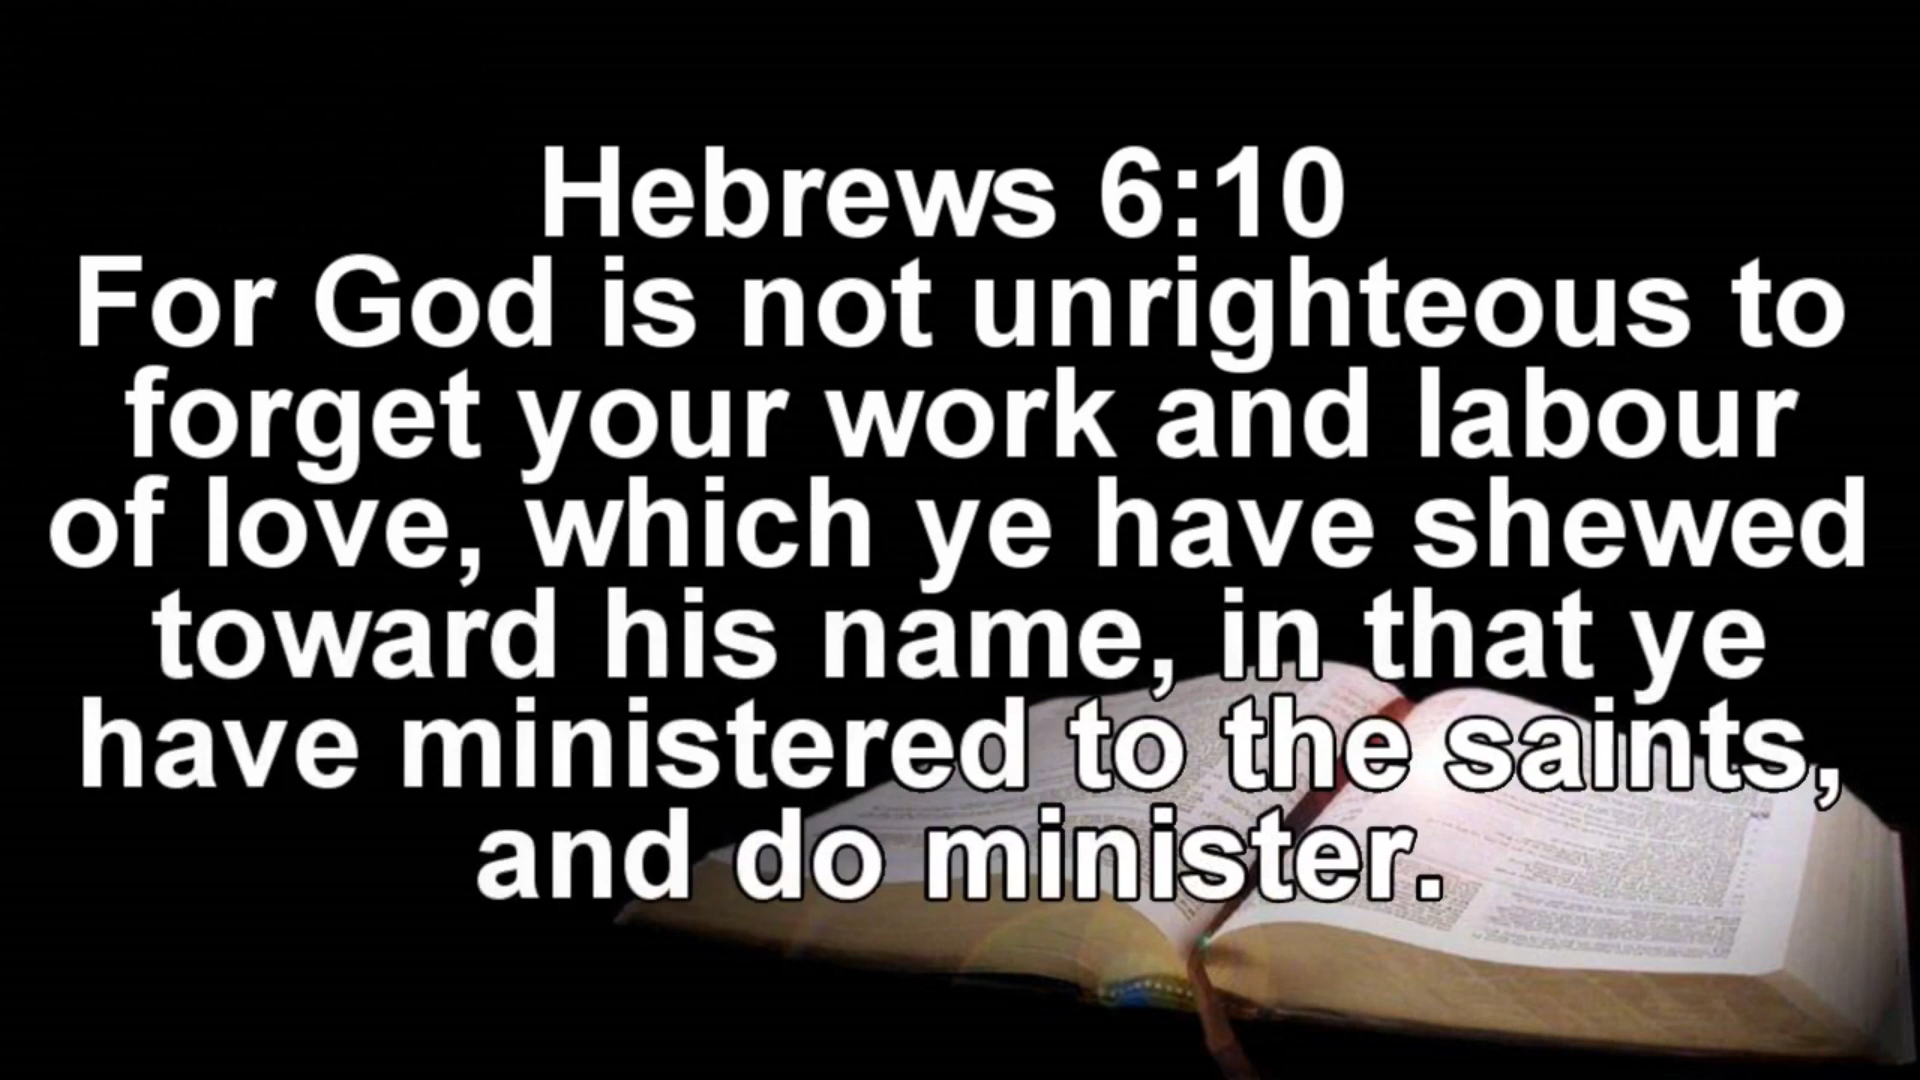 Hebrews 6:10
For God is not unrighteous to
forget your work and labour
of love, which ye have shewed
toward his name, in that ye
have ministered to the saints,
and do minister.